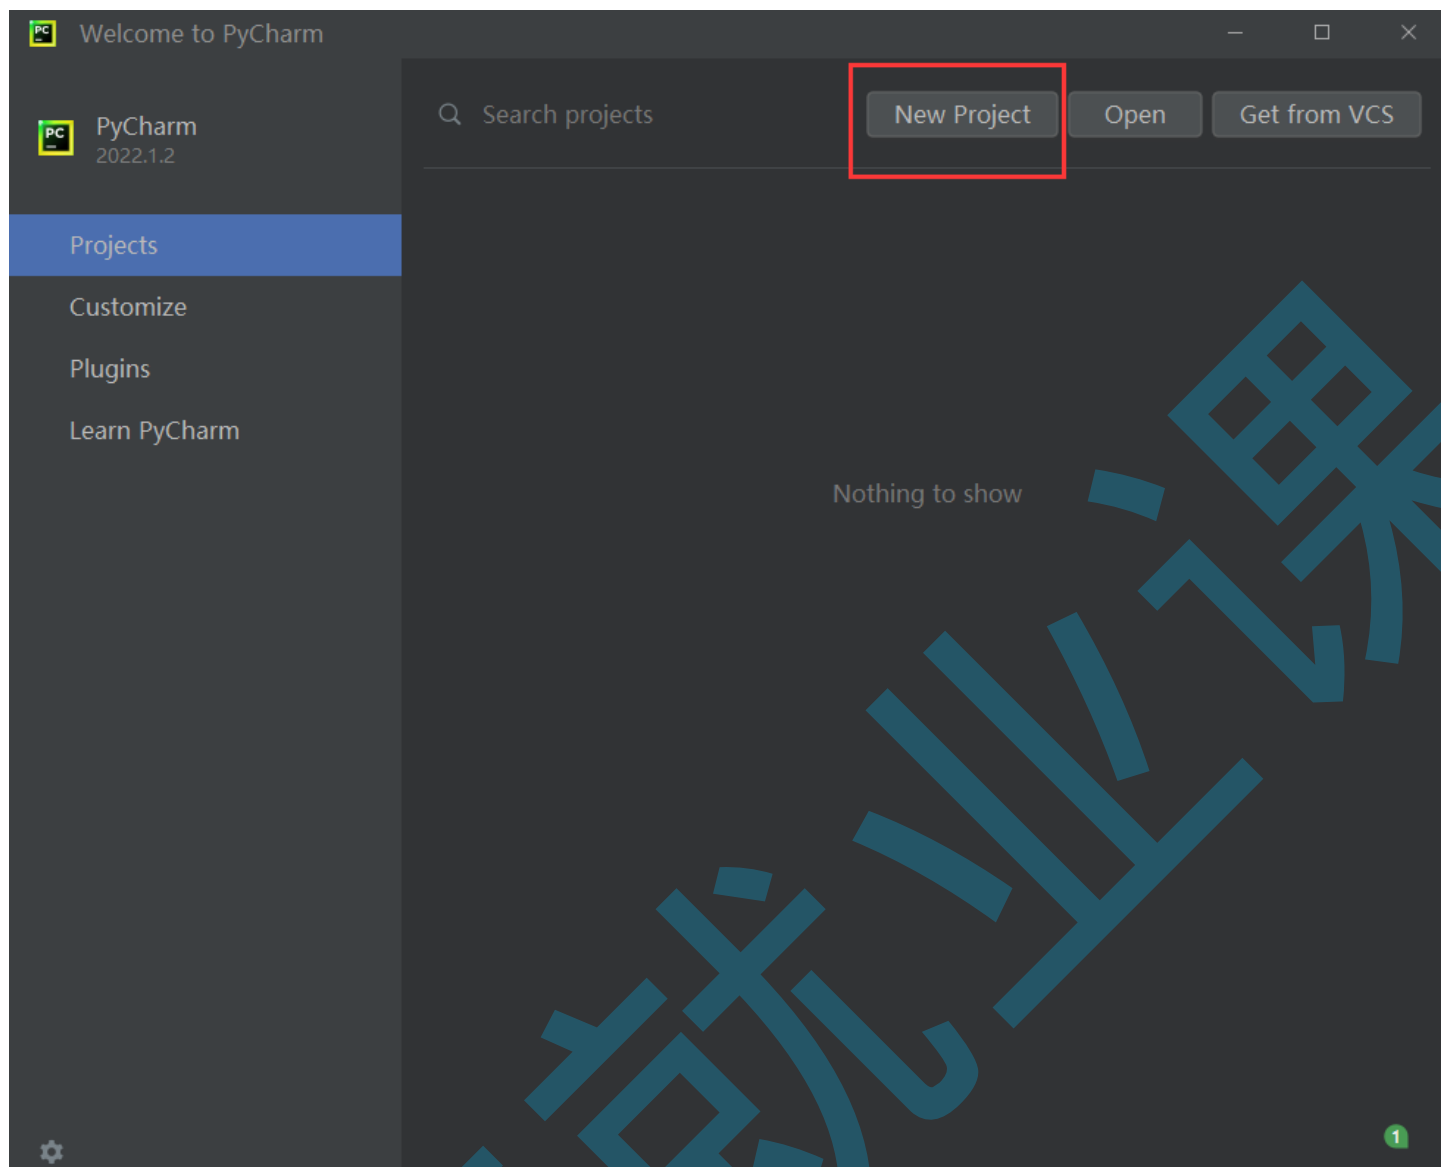 Welcome to PyCharm
PyCharm
2022.1.2
Search projects
New Project
Open
Get from VCS
Projects
Customize
Plugins
Learn PyCharm
Nothing to show
就业课
1